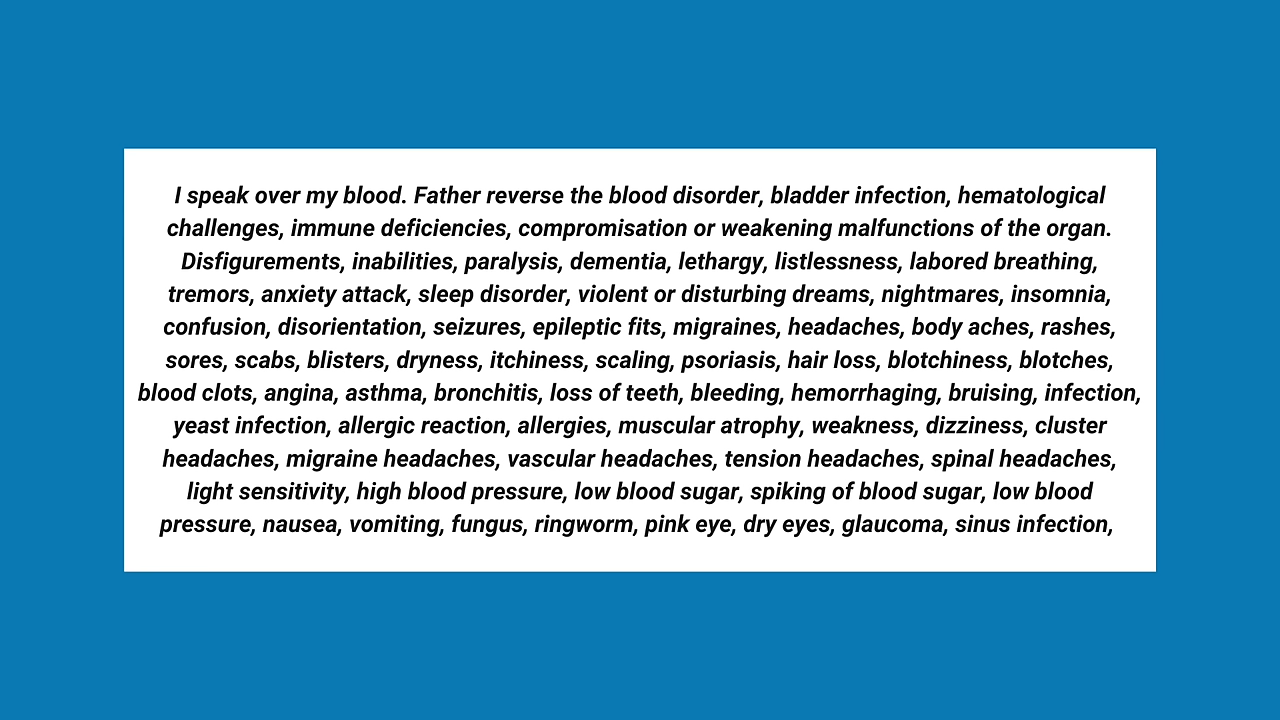 I speak over my blood. Father reverse the blood disorder, bladder infection, hematological
challenges, immune deficiencies, compromisation or weakening malfunctions of the organ.
Disfigurements, inabilities, paralysis, dementia, lethargy, listlessness, labored breathing,
tremors, anxiety attack, sleep disorder, violent or disturbing dreams, nightmares, insomnia,
confusion, disorientation, seizures, epileptic fits, migraines, headaches, body aches, rashes,
sores, scabs, blisters, dryness, itchiness, scaling, psoriasis, hair loss, blotchiness, blotches,
blood clots, angina, asthma, bronchitis, loss of teeth, bleeding, hemorrhaging, bruising, infection,
yeast infection, allergic reaction, allergies, muscular atrophy, weakness, dizziness, cluster
headaches, migraine headaches, vascular headaches, tension headaches, spinal headaches,
light sensitivity, high blood pressure, low blood sugar, spiking of blood sugar, low blood
pressure, nausea, vomiting, fungus, ringworm, pink eye, dry eyes, glaucoma, sinus infection,